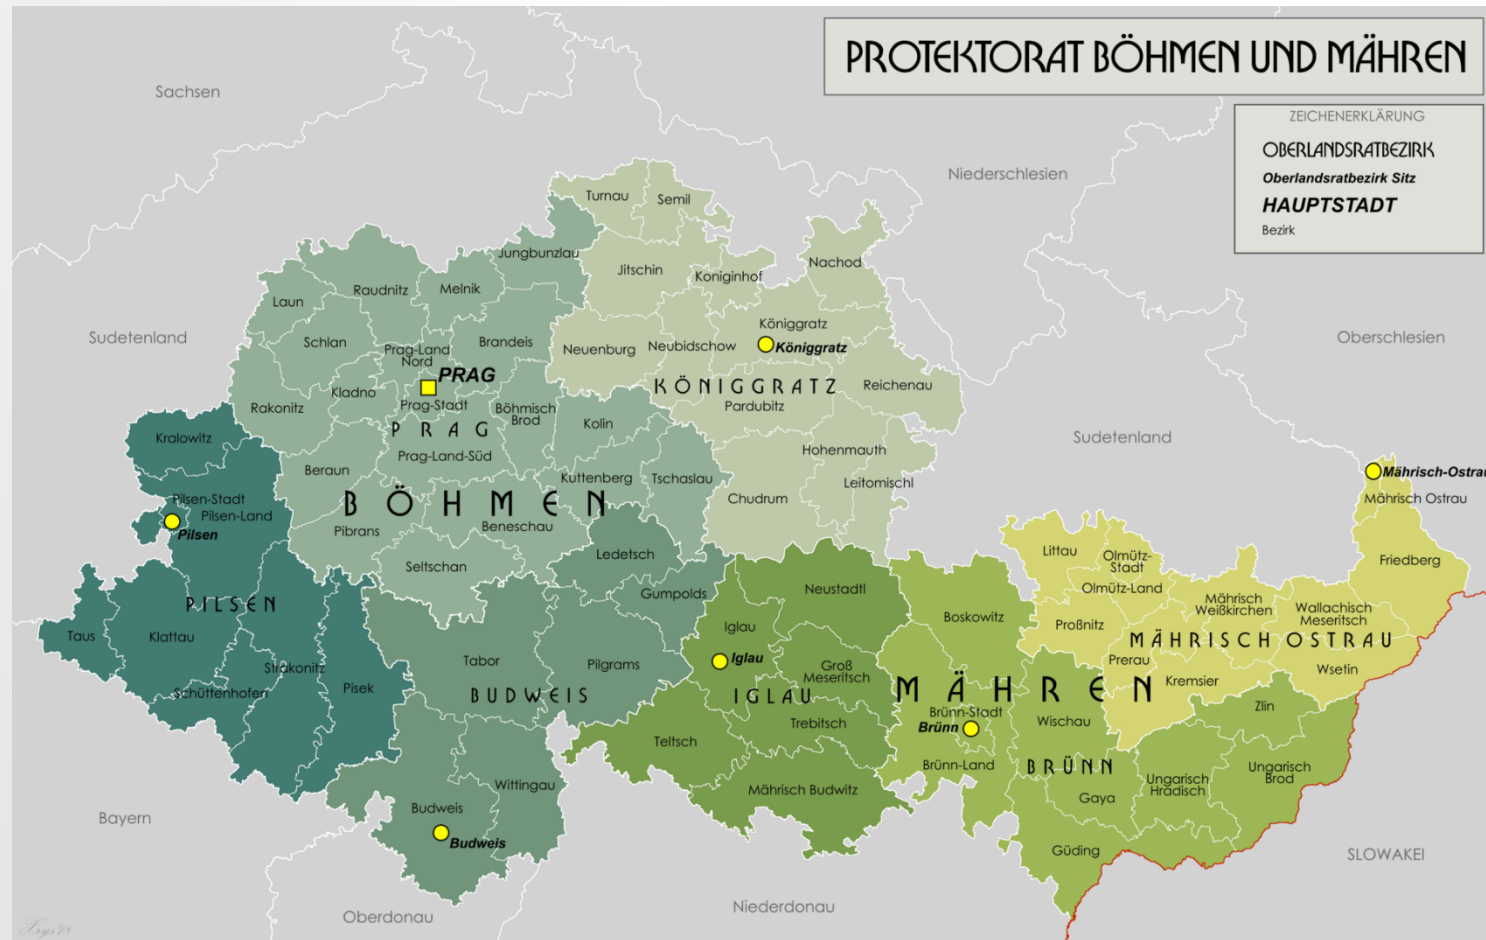 PROTEKTORAT BÖHMEN UND MÄHREN
ZEICHENERKLÄRUNG
OBERLANDSRATBEZIRK
Oberlandsratbezirk Sitz
HAUPTSTADT
Bezirk
Sachsen
Niederschlesien
Sudetenland
Oberschlesien
Sudetenland
Bayern
Oberdonau
Niederdonau
SLOWAKEI
BÖHMEN
MÄHREN
Turnau
Semil
Jitschin
Koniginhof
Nachod
Neuenburg
Neubidschow
Königgratz
Königgratz
KÖNIGGRATZ
Reichenau
Pardubitz
Hohenmauth
Leitomischl
Chudrum
Jungbunzlau
Laun
Raudnitz
Melnik
Schlan
Prag-Land
Nord
Brandeis
PRAG
Kladno
Prag-Stadt
Rakonitz
Böhmisch
Brod
Kolin
PRAG
Prag-Land-Süd
Beraun
Kuttenberg
Tschaslau
Pibrans
Beneschau
Seltschan
Kralowitz
Pilsen-Stadt
Pilsen-Land
Pilsen
PILSEN
Taus
Klattau
Strakonitz
Schüttenhofen
Pisek
Ledetsch
Gumpolds
Tabor
Pilgrams
BUDWEIS
Wittingau
Budweis
Budweis
Neustadtl
Iglau
Iglau
Groß
Meseritsch
IGLAU
Trebitsch
Teltsch
Mährisch Budwitz
Boskowitz
Brünn-Stadt
Brünn
Wischau
Brünn-Land
BRÜNN
Gaya
Ungarisch
Hradisch
Ungarisch
Brod
Zlin
Güding
Mährisch-Ostrau
Mährisch Ostrau
Friedberg
Littau
Olmütz-
Stadt
Olmütz-Land
Mährisch
Weißkirchen
Wallachisch
Meseritsch
Proßnitz
MÄHRISCH OSTRAU
Prerau
Kremsier
Wsetin